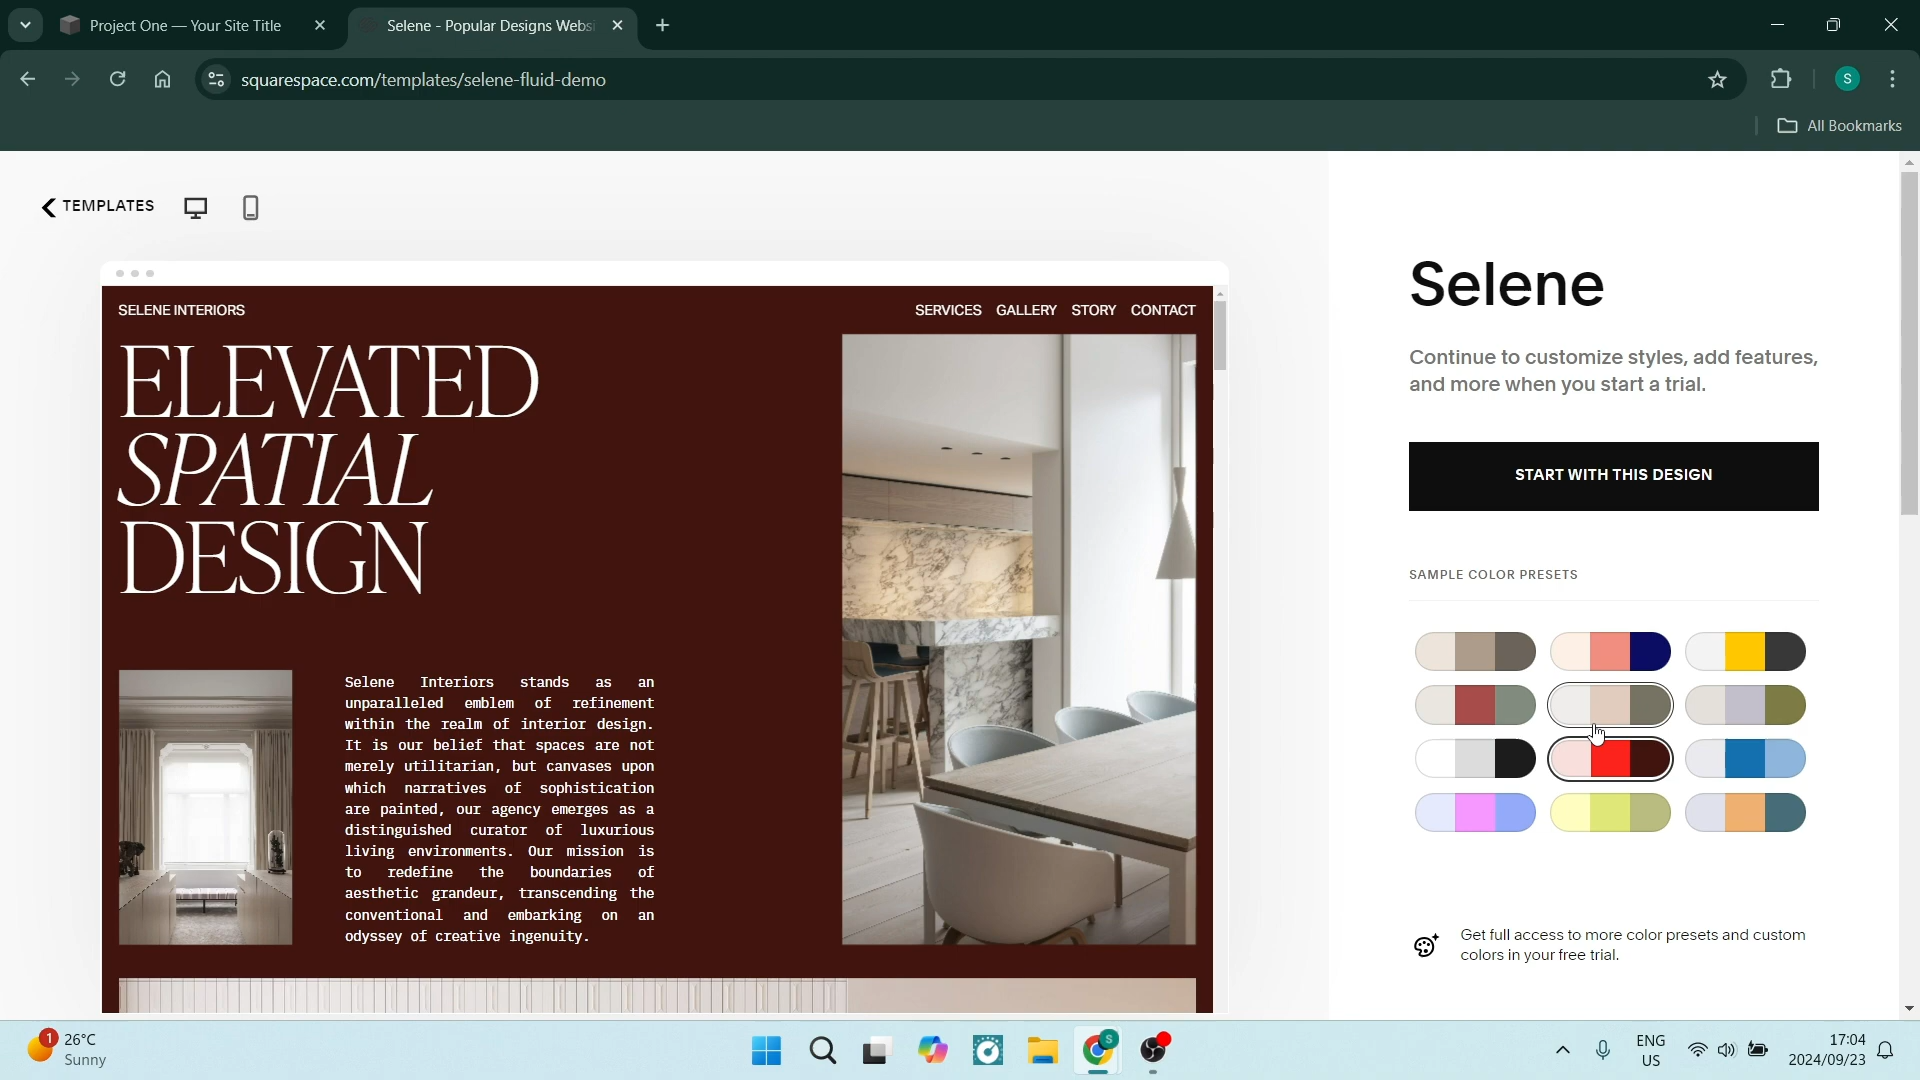 Project One — Your Site Title
Selene - Popular Designs Websi
squarespace.com/templates/selene-fluid-demo
S
All Bookmarks
TEMPLATES
SELENE INTERIORS
SERVICES GALLERY STORY CONTACT
ELEVATED
SPATIAL
DESIGN
Selene Interiors stands as an
unparalleled emblem of refinement
within the realm of interior design.
It is our belief that spaces are not
merely utilitarian, but canvases upon
which narratives of sophistication
are painted, our agency emerges as a
distinguished curator of luxurious
living environments. Our mission is
to redefine the boundaries of
aesthetic grandeur, transcending the
conventional and embarking on an
odyssey of creative ingenuity.
Selene
Continue to customize styles, add features,
and more when you start a trial.
START WITH THIS DESIGN
SAMPLE COLOR PRESETS
Get full access to more color presets and custom
colors in your free trial.
1
26°C
Sunny
S
ENG
US
17:04
2024/09/23